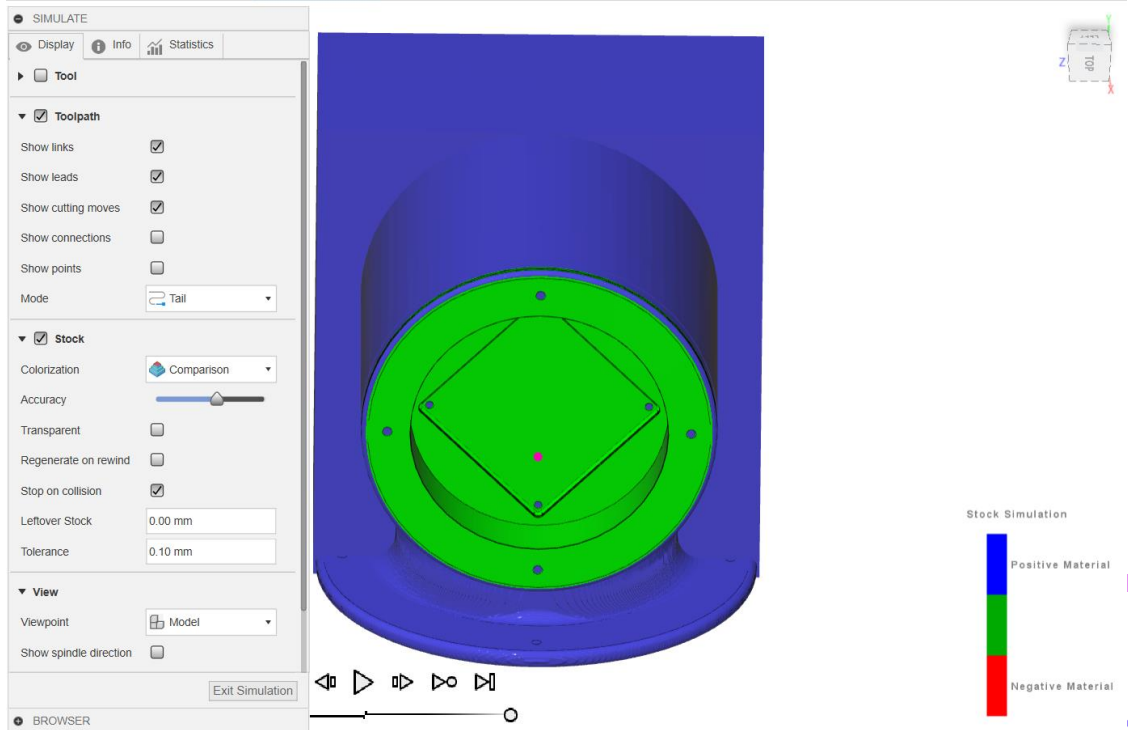 SIMULATE
Display Info Statistics
Tool
Toolpath
Show links
Show leads
Show cutting moves
Show connections
Show points
Mode Tail
Stock
Colorization Comparison
Accuracy
Transparent
Regenerate on rewind
Stop on collision
Leftover Stock 0.00 mm
Tolerance 0.10 mm
View
Viewpoint Model
Show spindle direction
Exit Simulation
BROWSER
Y
Z
TOP
X
Stock Simulation
Positive Material
Negative Material